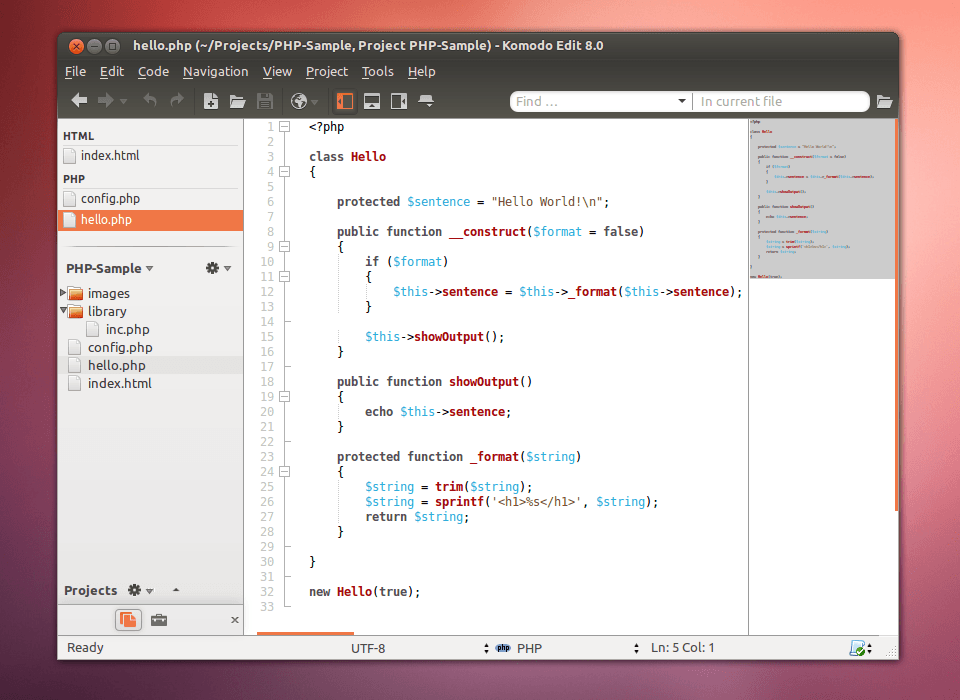 hello.php (~/Projects/PHP-Sample, Project PHP-Sample) - Komodo Edit 8.0
File Edit Code Navigation View Project Tools Help
Find ... In current file
HTML
index.html
PHP
config.php
hello.php
PHP-Sample
images
library
inc.php
config.php
hello.php
index.html
Projects
1 <?php
2
3 class Hello
4 {
5
6 protected $sentence = "Hello World!\n";
7
8 public function __construct($format = false)
9 {
10 if ($format)
11 {
12 $this->sentence = $this->_format($this->sentence);
13 }
14
15 $this->showOutput();
16 }
17
18 public function showOutput()
19 {
20 echo $this->sentence;
21 }
22
23 protected function _format($string)
24 {
25 $string = trim($string);
26 $string = sprintf('<h1>%s</h1>', $string);
27 return $string;
28 }
29
30 }
31
32 new Hello(true);
33
Ready UTF-8 php PHP Ln: 5 Col: 1